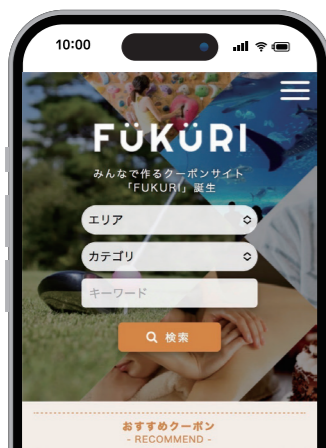 10:00
FÜKÜRI
みんなで作るクーポンサイト
「FUKURI」誕生
エリア
カテゴリ
キーワード
検索
おすすめクーポン
- RECOMMEND -